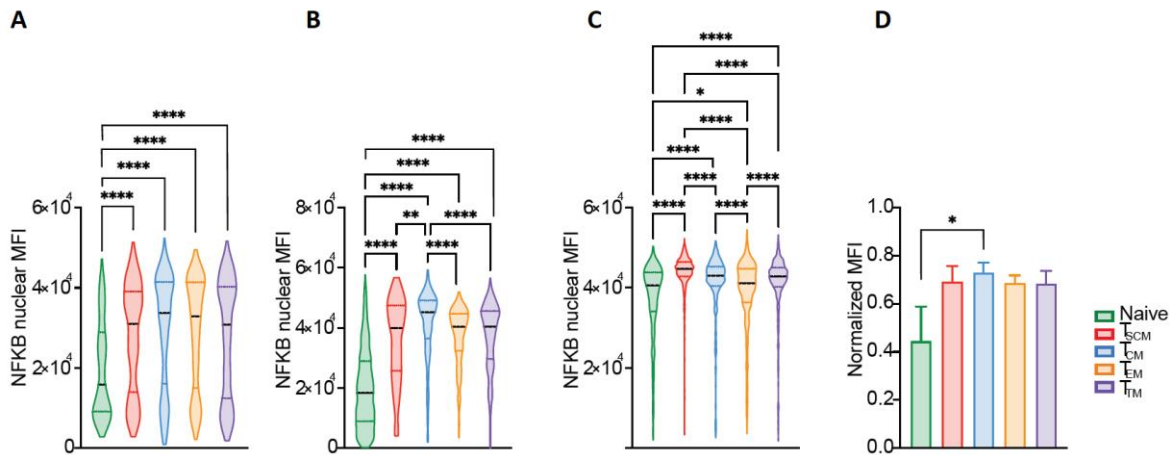 A
B
C
D
****
****
****
****
NFKB nuclear MFI
6×10^4
4×10^4
2×10^4
0
****
****
****
** ****
**** ****
NFKB nuclear MFI
8×10^4
6×10^4
4×10^4
2×10^4
0
****
****
*
****
****
**** **** ****
**** ****
NFKB nuclear MFI
6×10^4
4×10^4
2×10^4
0
*
Normalized MFI
1.0
0.8
0.6
0.4
0.2
0.0
Naive
TSCM
TCM
TEM
TTM